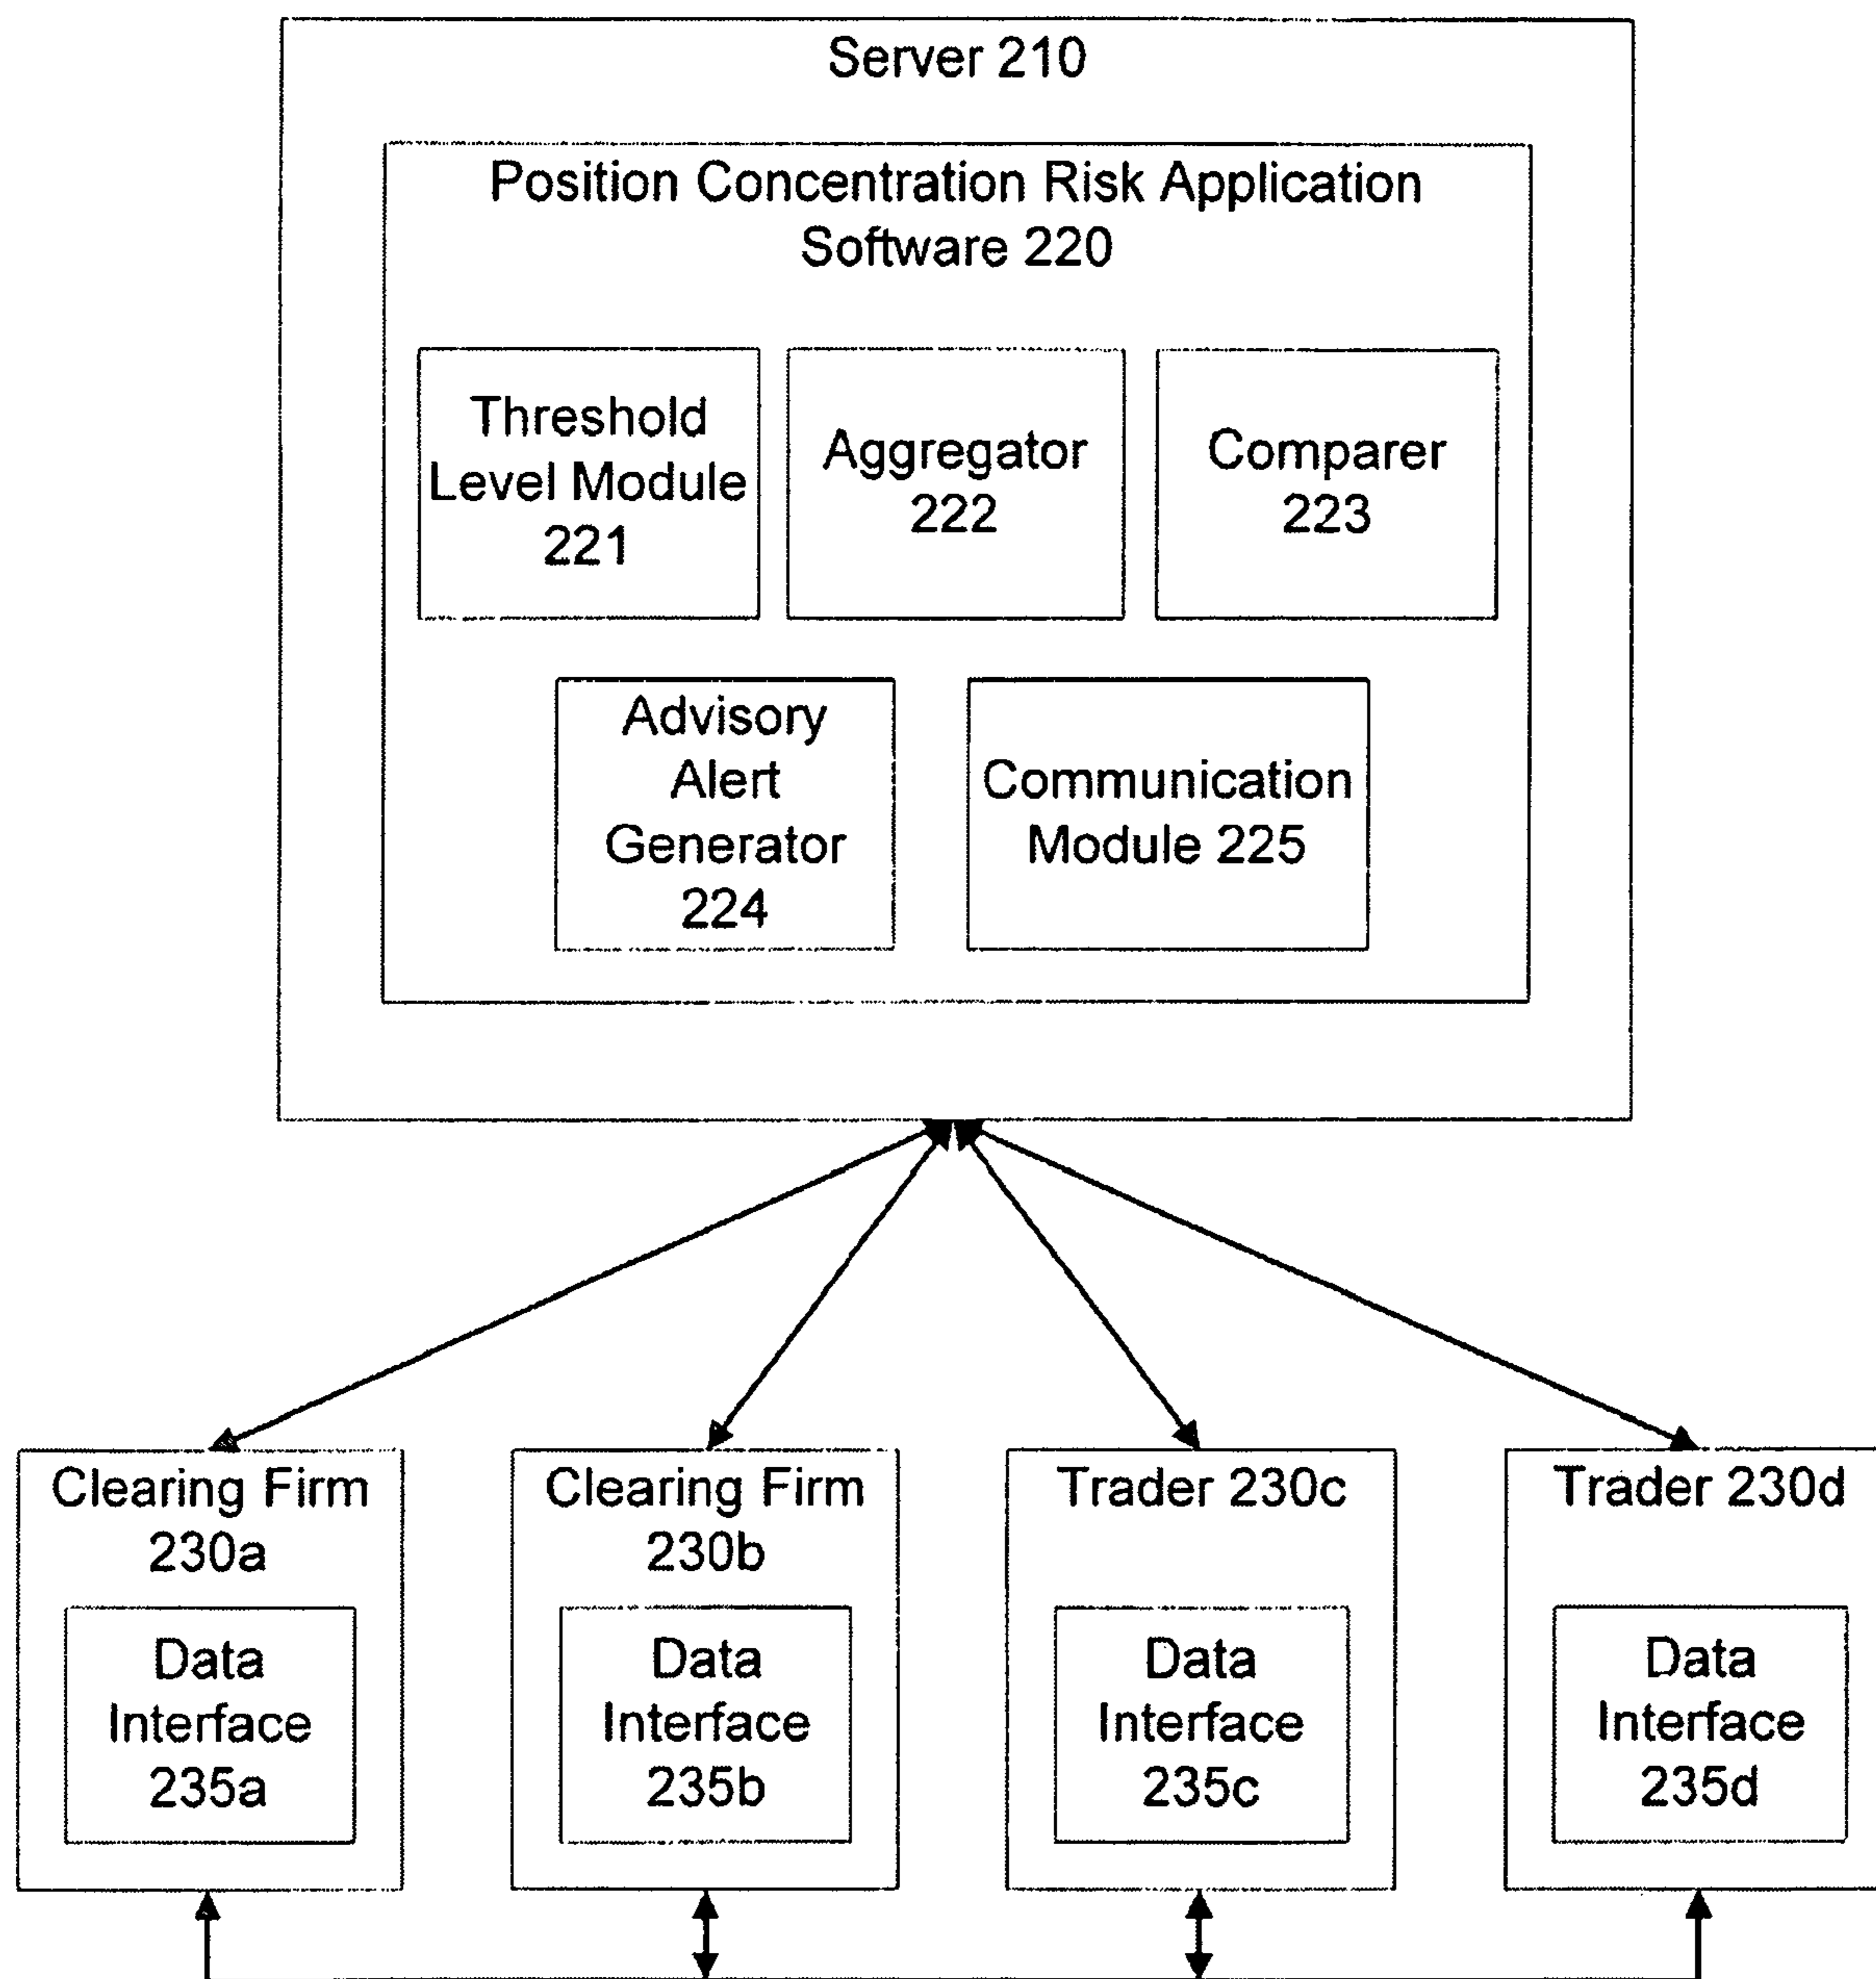 Server 210
Position Concentration Risk Application
Software 220
Threshold
Level Module
221
Aggregator
222
Comparer
223
Advisory
Alert
Generator
224
Communication
Module 225
Clearing Firm
230a
Data
Interface
235a
Clearing Firm
230b
Data
Interface
235b
Trader 230c
Data
Interface
235c
Trader 230d
Data
Interface
235d